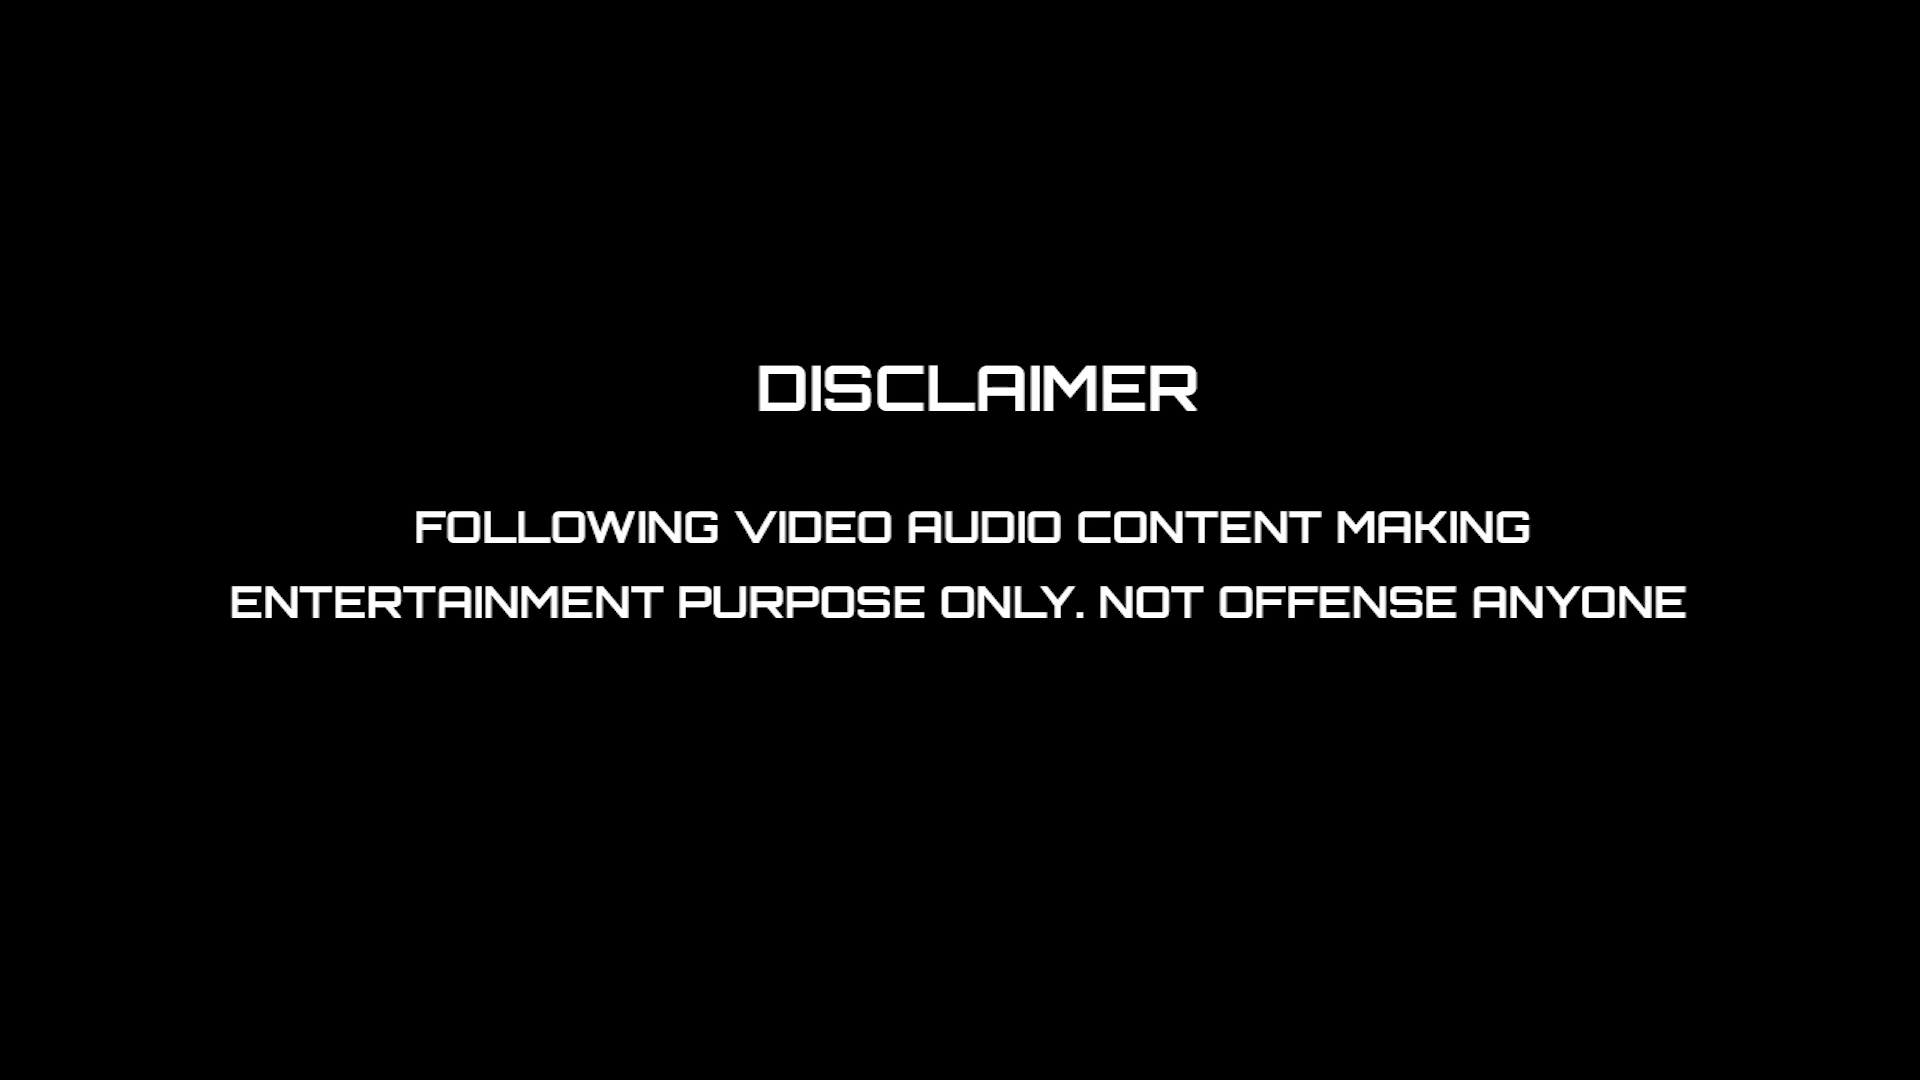 DISCLAIMER
FOLLOWING VIDEO AUDIO CONTENT MAKING
ENTERTAINMENT PURPOSE ONLY. NOT OFFENSE ANYONE